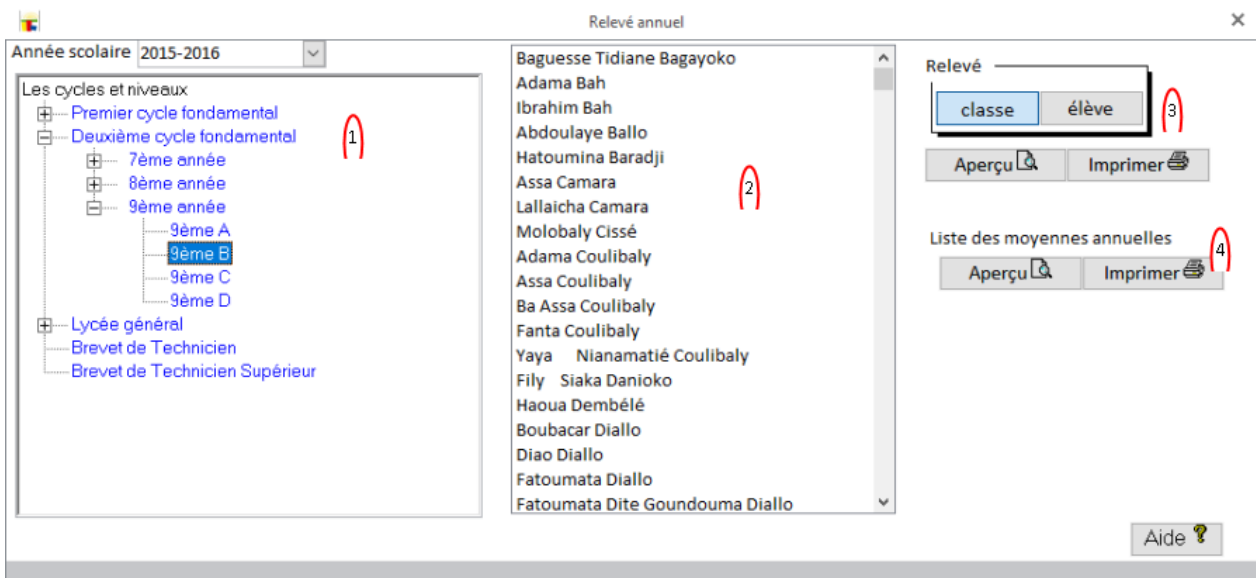 Relevé annuel
Année scolaire 2015-2016
Les cycles et niveaux
Premier cycle fondamental
Deuxième cycle fondamental
7ème année
8ème année
9ème année
9ème A
9ème B
9ème C
9ème D
Lycée général
Brevet de Technicien
Brevet de Technicien Supérieur
1
Baguesse Tidiane Bagayoko
Adama Bah
Ibrahim Bah
Abdoulaye Ballo
Hatoumina Baradji
Assa Camara
Lallaicha Camara
Molobaly Cissé
Adama Coulibaly
Assa Coulibaly
Ba Assa Coulibaly
Fanta Coulibaly
Yaya Nianamatié Coulibaly
Fily Siaka Danioko
Haoua Dembélé
Boubacar Diallo
Diao Diallo
Fatoumata Diallo
Fatoumata Dite Goundouma Diallo
2
Relevé
classe élève
3
Aperçu Imprimer
Liste des moyennes annuelles
4
Aperçu Imprimer
Aide